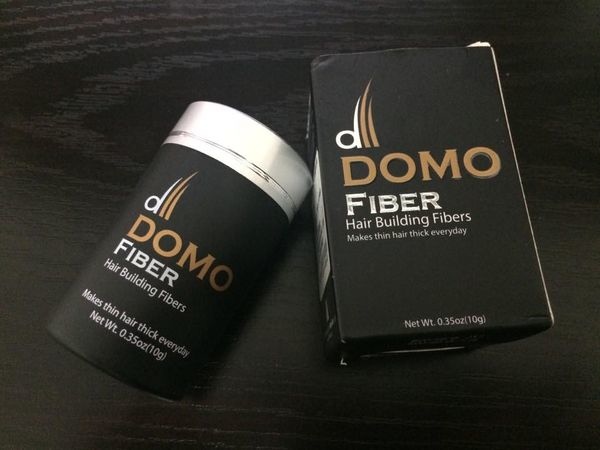 d
DOMO
FIBER
Hair Building Fibers
Makes thin hair thick everyday
Net Wt. 0.35oz(10g)
d
DOMO
FIBER
Hair Building Fibers
Makes thin hair thick everyday
Net Wt. 0.35oz(10g)